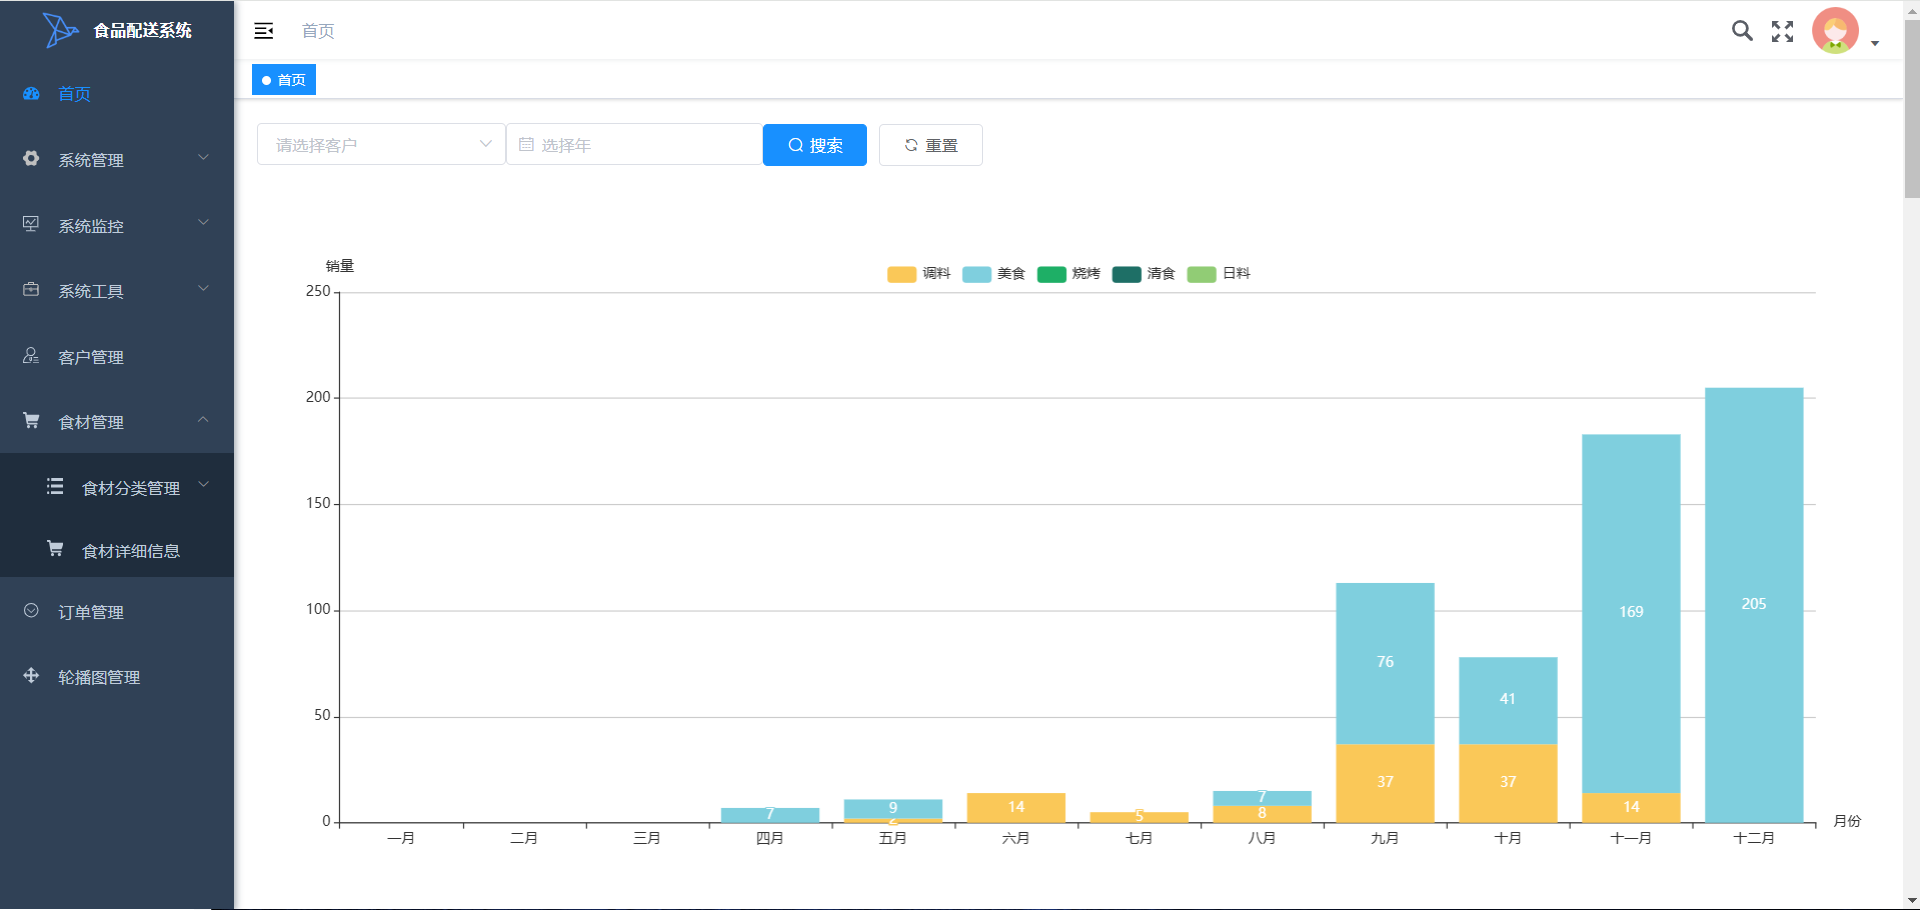 食品配送系统
首页
系统管理
系统监控
系统工具
客户管理
食材管理
食材分类管理
食材详细信息
订单管理
轮播图管理
首页
首页
请选择客户
选择年
搜索
重置
销量
调料 美食 烧烤 清食 日料
250
200
150
100
50
0
7
9
2
14
5
7
8
76
37
41
37
169
14
205
一月 二月 三月 四月 五月 六月 七月 八月 九月 十月 十一月 十二月
月份